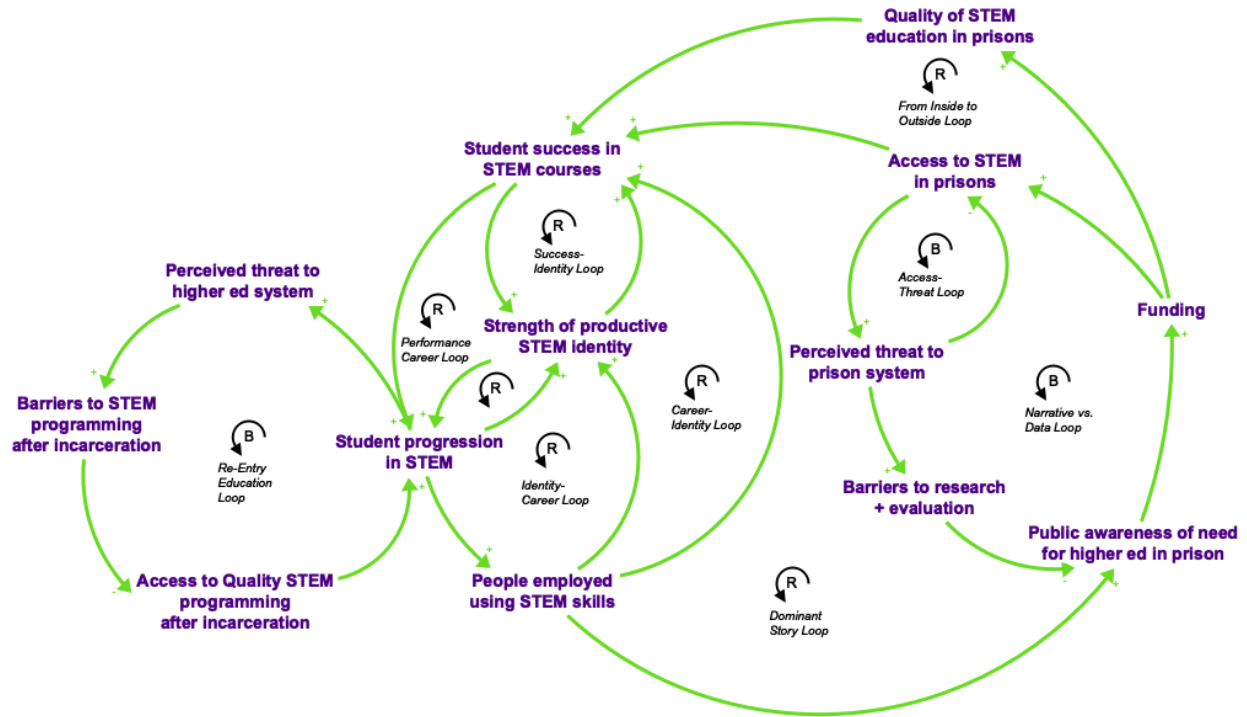 Quality of STEM
education in prisons
R
From Inside to
Outside Loop
Student success in
STEM courses
Access to STEM
in prisons
R
Success-
Identity Loop
B
Access-
Threat Loop
Perceived threat to
higher ed system
R
Performance
Career Loop
Strength of productive
STEM identity
Funding
Perceived threat to
prison system
R
R
Career-
Identity Loop
B
Narrative vs.
Data Loop
Barriers to STEM
programming
after incarceration
B
Re-Entry
Education
Loop
Student progression
in STEM
R
Identity-
Career Loop
Barriers to research
+ evaluation
Public awareness of need
for higher ed in prison
Access to Quality STEM
programming
after incarceration
People employed
using STEM skills
R
Dominant
Story Loop